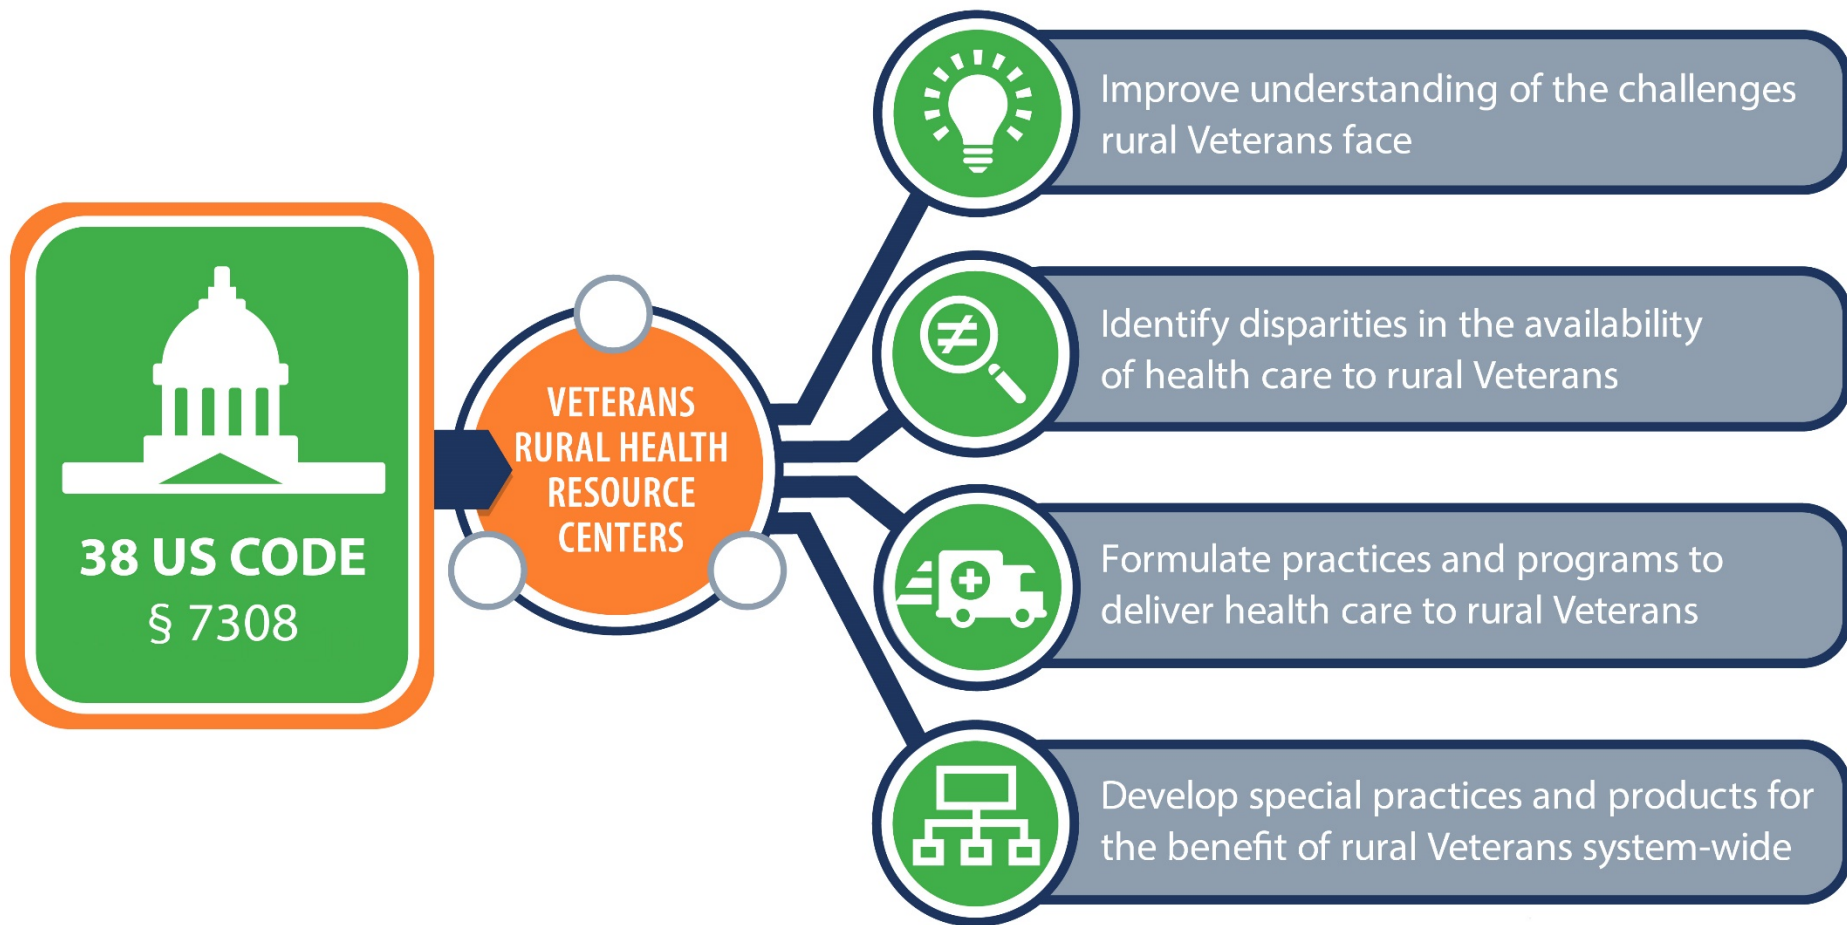 38 US CODE
§ 7308
VETERANS
RURAL HEALTH
RESOURCE
CENTERS
Improve understanding of the challenges
rural Veterans face
Identify disparities in the availability
of health care to rural Veterans
Formulate practices and programs to
deliver health care to rural Veterans
Develop special practices and products for
the benefit of rural Veterans system-wide